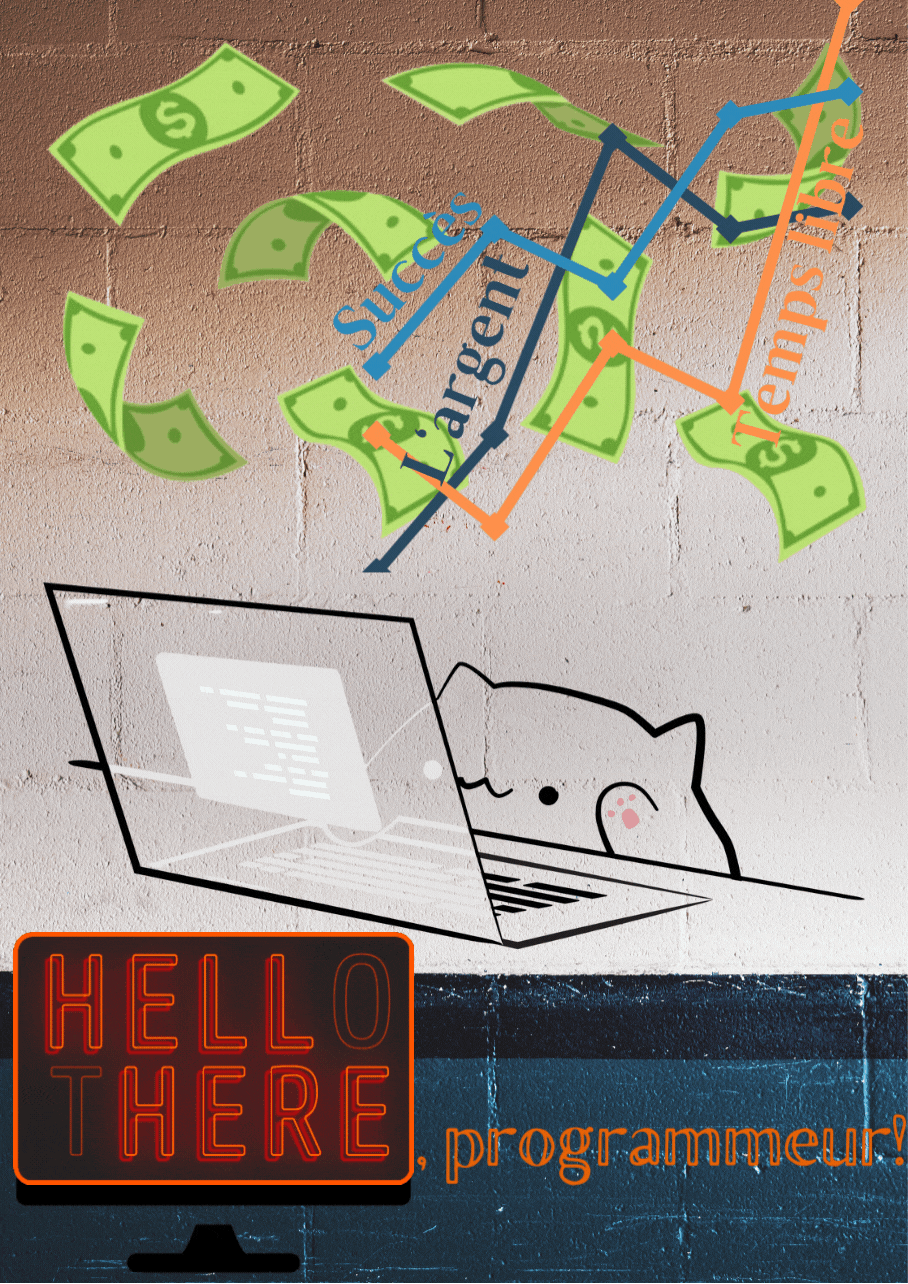 Succès
L'argent
Temps libre
HELLO
THERE
, programmeur!